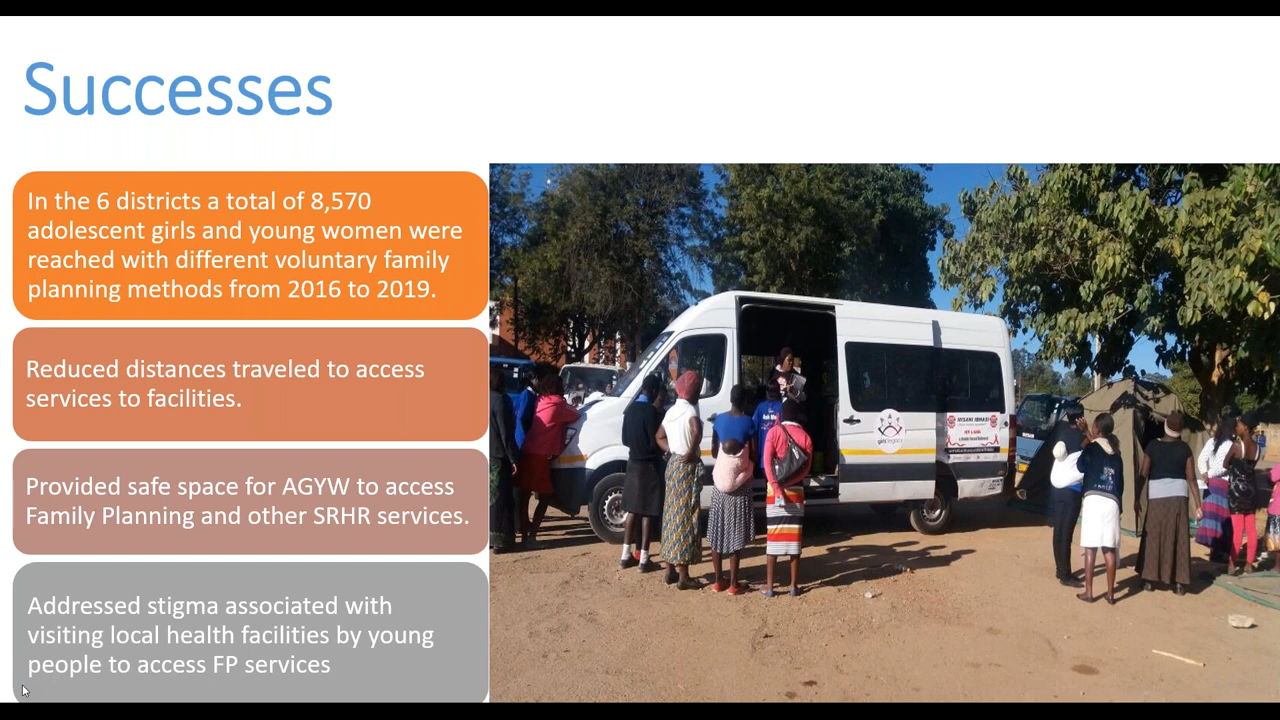 Successes
In the 6 districts a total of 8,570
adolescent girls and young women were
reached with different voluntary family
planning methods from 2016 to 2019.
Reduced distances traveled to access
services to facilities.
Provided safe space for AGYW to access
Family Planning and other SRHR services.
Addressed stigma associated with
visiting local health facilities by young
people to access FP services